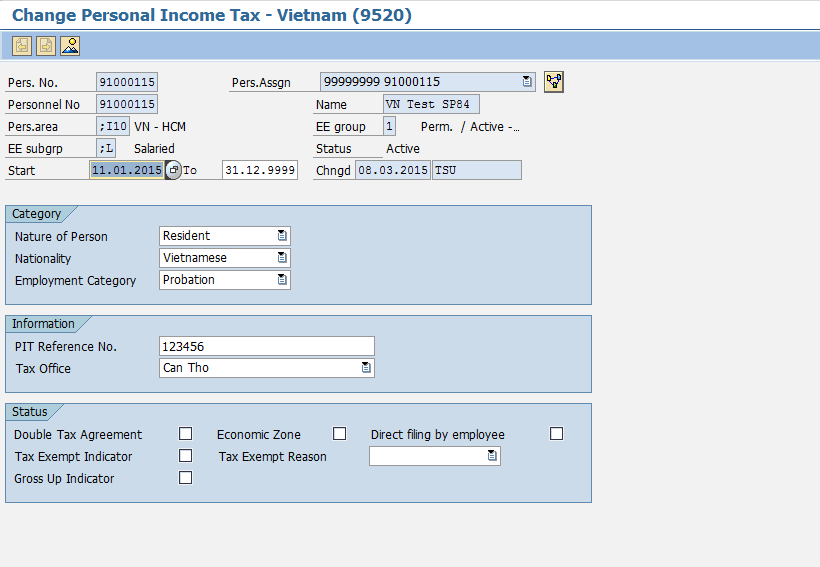 Change Personal Income Tax - Vietnam (9520)
Pers. No. 91000115 Pers.Assgn 99999999 91000115
Personnel No 91000115 Name VN Test SP84
Pers.area ;I10 VN - HCM EE group 1 Perm. / Active -...
EE subgrp ;L Salaried Status Active
Start 11.01.2015 To 31.12.9999 Chngd 08.03.2015 TSU
Category
Nature of Person Resident
Nationality Vietnamese
Employment Category Probation
Information
PIT Reference No. 123456
Tax Office Can Tho
Status
Double Tax Agreement Economic Zone Direct filing by employee
Tax Exempt Indicator Tax Exempt Reason
Gross Up Indicator